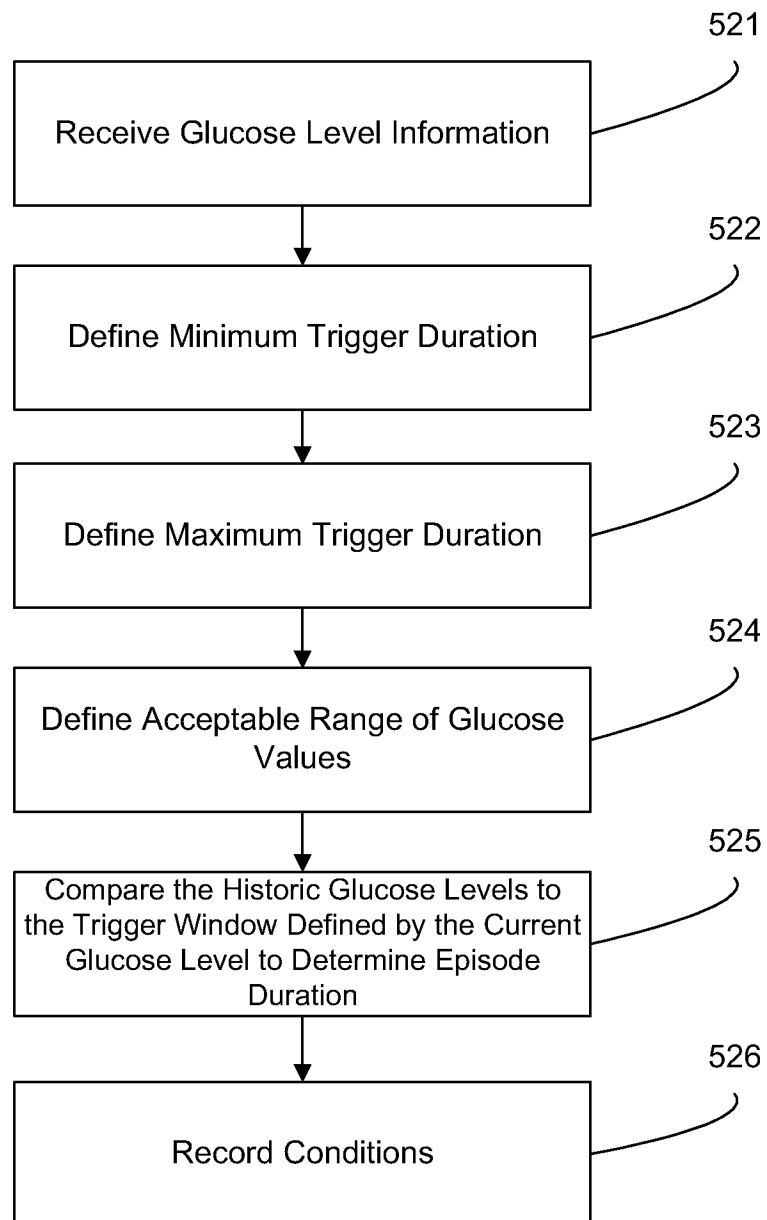 521
Receive Glucose Level Information
522
Define Minimum Trigger Duration
523
Define Maximum Trigger Duration
524
Define Acceptable Range of Glucose
Values
525
Compare the Historic Glucose Levels to
the Trigger Window Defined by the Current
Glucose Level to Determine Episode
Duration
526
Record Conditions